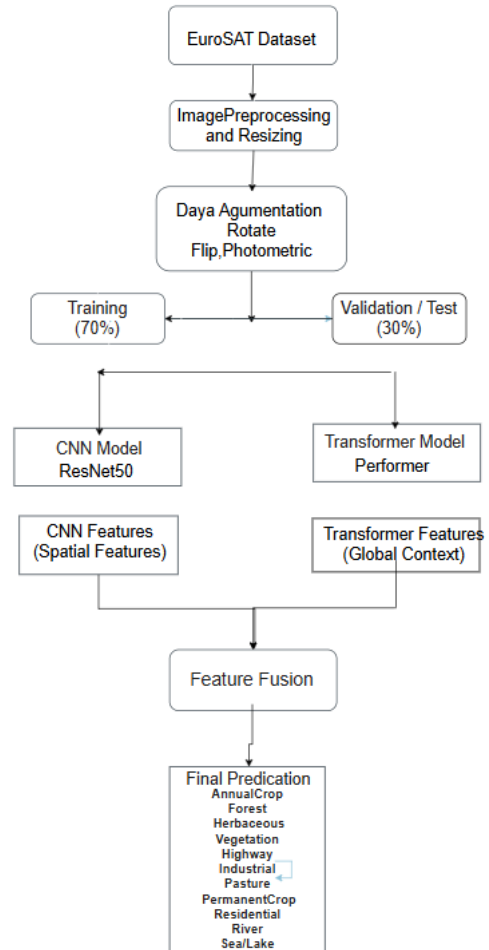 EuroSAT Dataset
ImagePreprocessing
and Resizing
Daya Agumentation
Rotate
Flip,Photometric
Training
(70%)
Validation / Test
(30%)
CNN Model
ResNet50
Transformer Model
Performer
CNN Features
(Spatial Features)
Transformer Features
(Global Context)
Feature Fusion
Final Predication
AnnualCrop
Forest
Herbaceous
Vegetation
Highway
Industrial
Pasture
PermanentCrop
Residential
River
Sea/Lake